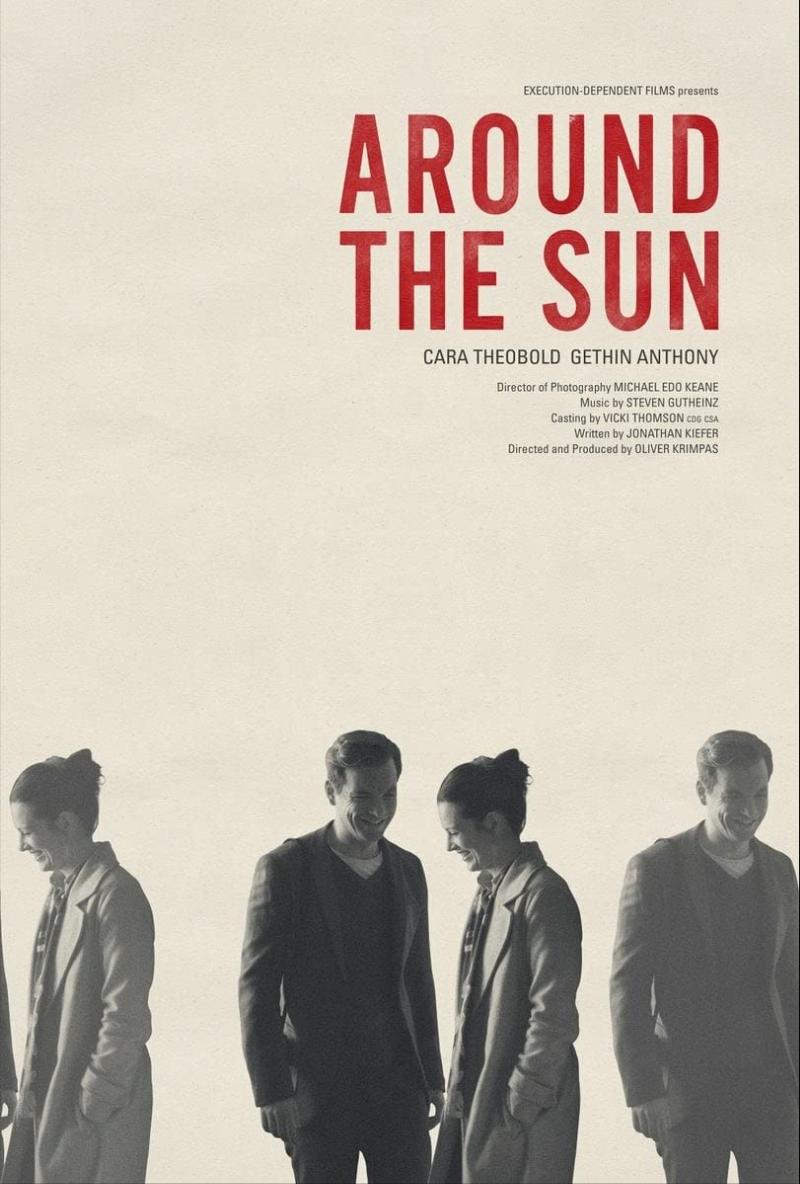 EXECUTION-DEPENDENT FILMS presents
AROUND
THE SUN
CARA THEOBOLD GETHIN ANTHONY
Director of Photography MICHAEL EDO KEANE
Music by STEVEN GUTHEINZ
Casting by VICKI THOMSON CDG CSA
Written by JONATHAN KIEFER
Directed and Produced by OLIVER KRIMPAS